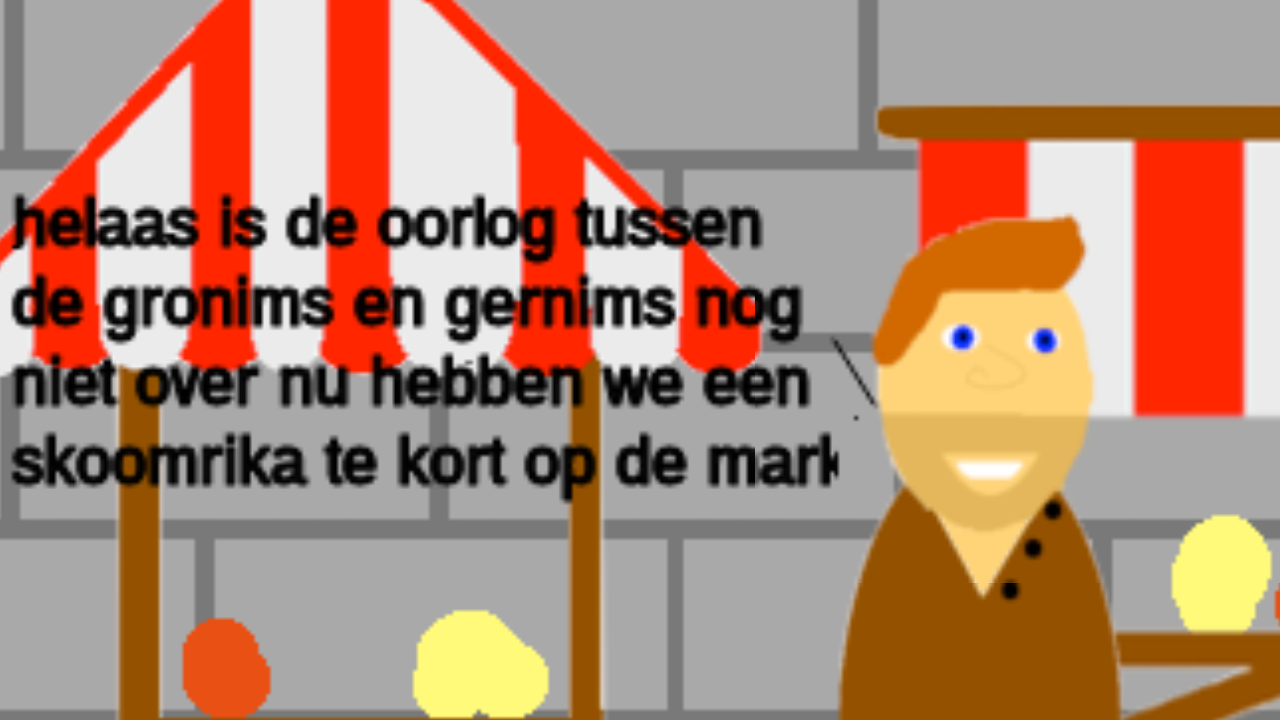 helaas is de oorlog tussen
de gronims en gernims nog
niet over nu hebben we een
skoomrika te kort op de mark